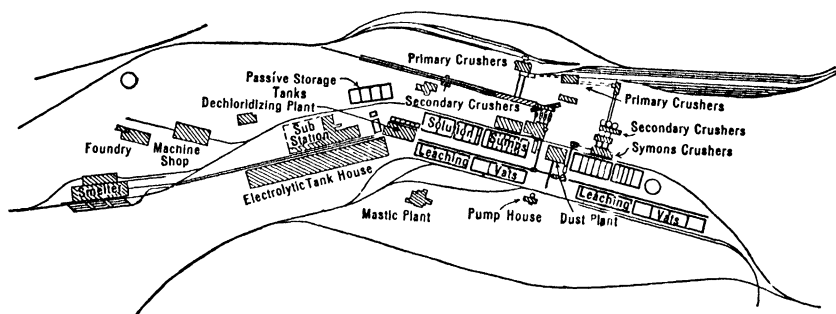 Primary Crushers
Passive Storage
Tanks
Dechloridizing Plant
Secondary Crushers
Primary Crushers
Secondary Crushers
Symons Crushers
Solution Sumps
Sub
Station
Foundry
Machine
Shop
Smelter
Electrolytic Tank House
Leaching Vats
Leaching Vats
Mastic Plant
Pump House
Dust Plant